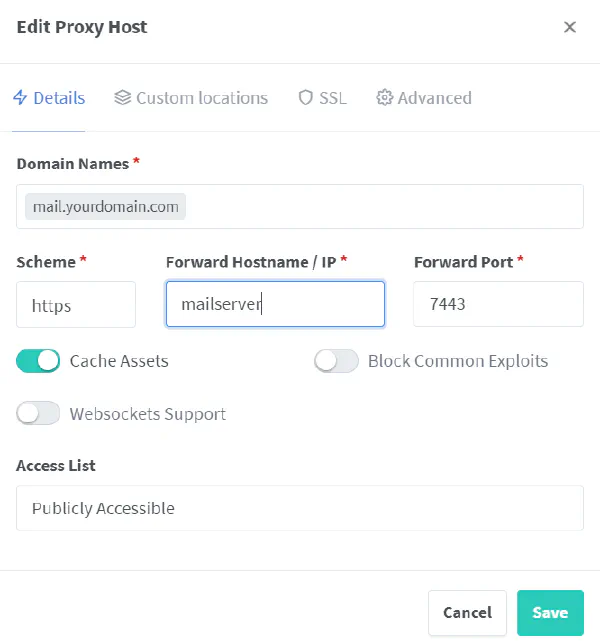 Edit Proxy Host
Details Custom locations SSL Advanced
Domain Names *
mail.yourdomain.com
Scheme * Forward Hostname / IP * Forward Port *
https mailserver 7443
Cache Assets Block Common Exploits
Websockets Support
Access List
Publicly Accessible
Cancel Save